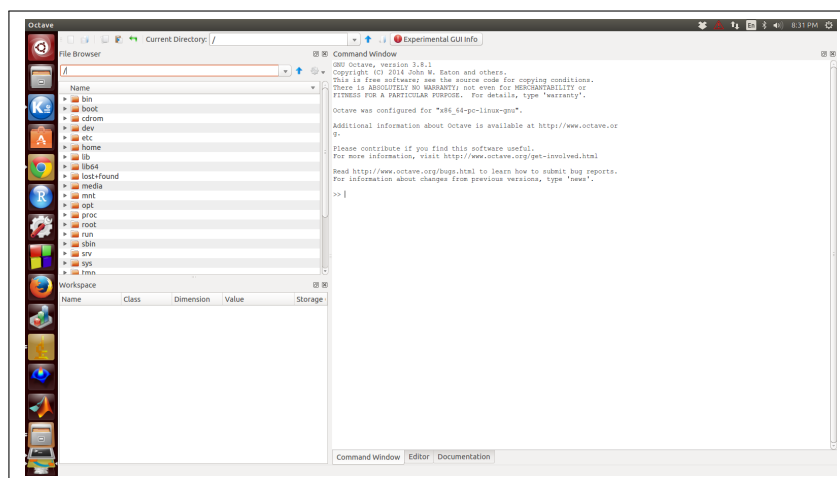 Octave
En
8:31 PM
Current Directory: /
Experimental GUI Info
File Browser
/
Name
bin
boot
cdrom
dev
etc
home
lib
lib64
lost+found
media
mnt
opt
proc
root
run
sbin
srv
sys
tmp
Workspace
Name Class Dimension Value Storage
Command Window
GNU Octave, version 3.8.1
Copyright (C) 2014 John W. Eaton and others.
This is free software; see the source code for copying conditions.
There is ABSOLUTELY NO WARRANTY; not even for MERCHANTABILITY or
FITNESS FOR A PARTICULAR PURPOSE.  For details, type 'warranty'.
Octave was configured for "x86_64-pc-linux-gnu".
Additional information about Octave is available at http://www.octave.or
g.
Please contribute if you find this software useful.
For more information, visit http://www.octave.org/get-involved.html
Read http://www.octave.org/bugs.html to learn how to submit bug reports.
For information about changes from previous versions, type 'news'.
>>
Command Window Editor Documentation